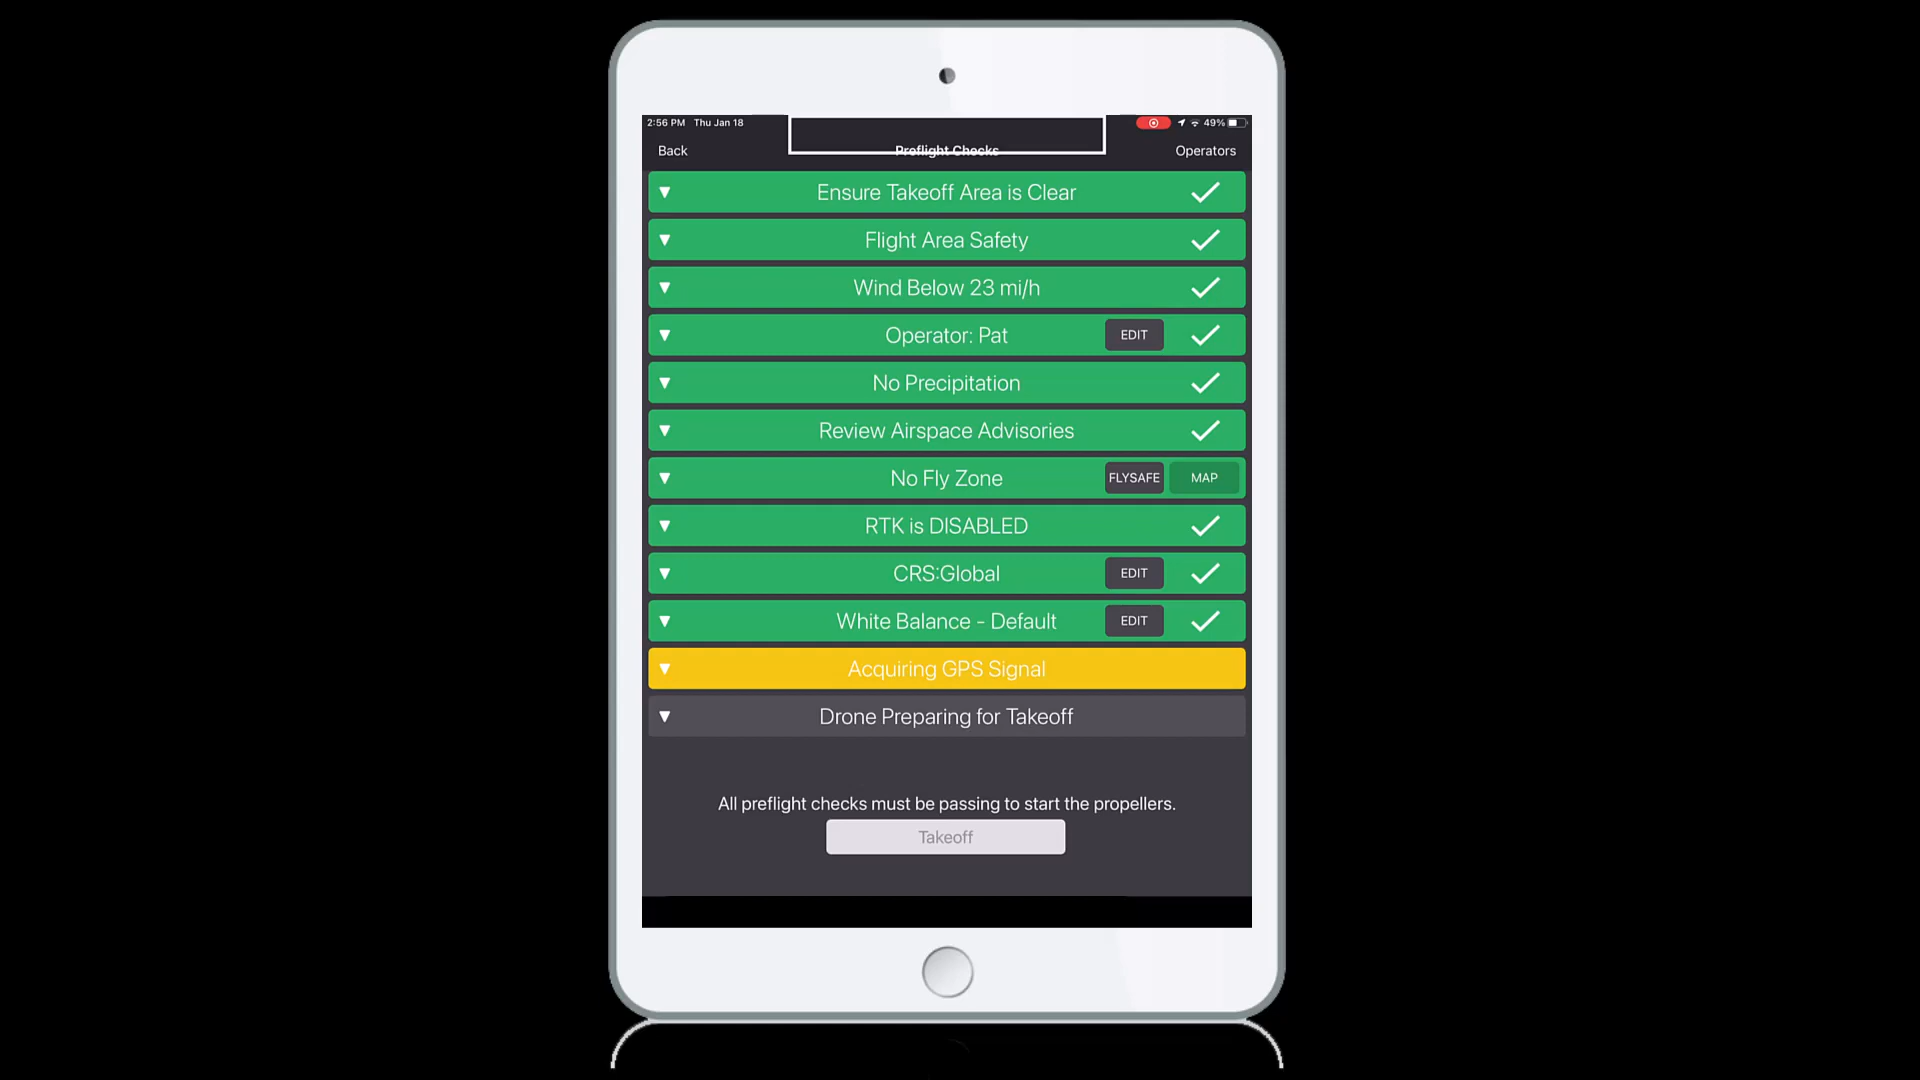 2:56 PM Thu Jan 18 49%
Back Preflight Checks Operators
Ensure Takeoff Area is Clear
Flight Area Safety
Wind Below 23 mi/h
Operator: Pat EDIT
No Precipitation
Review Airspace Advisories
No Fly Zone FLYSAFE MAP
RTK is DISABLED
CRS:Global EDIT
White Balance - Default EDIT
Acquiring GPS Signal
Drone Preparing for Takeoff
All preflight checks must be passing to start the propellers.
Takeoff